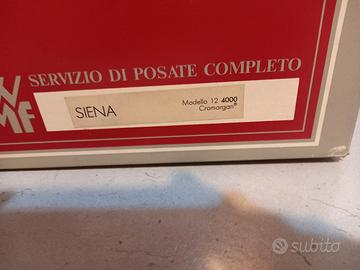 SERVIZIO DI POSATE COMPLETO
WMF
SIENA
Modello 12 4000
Cromargan®
subito